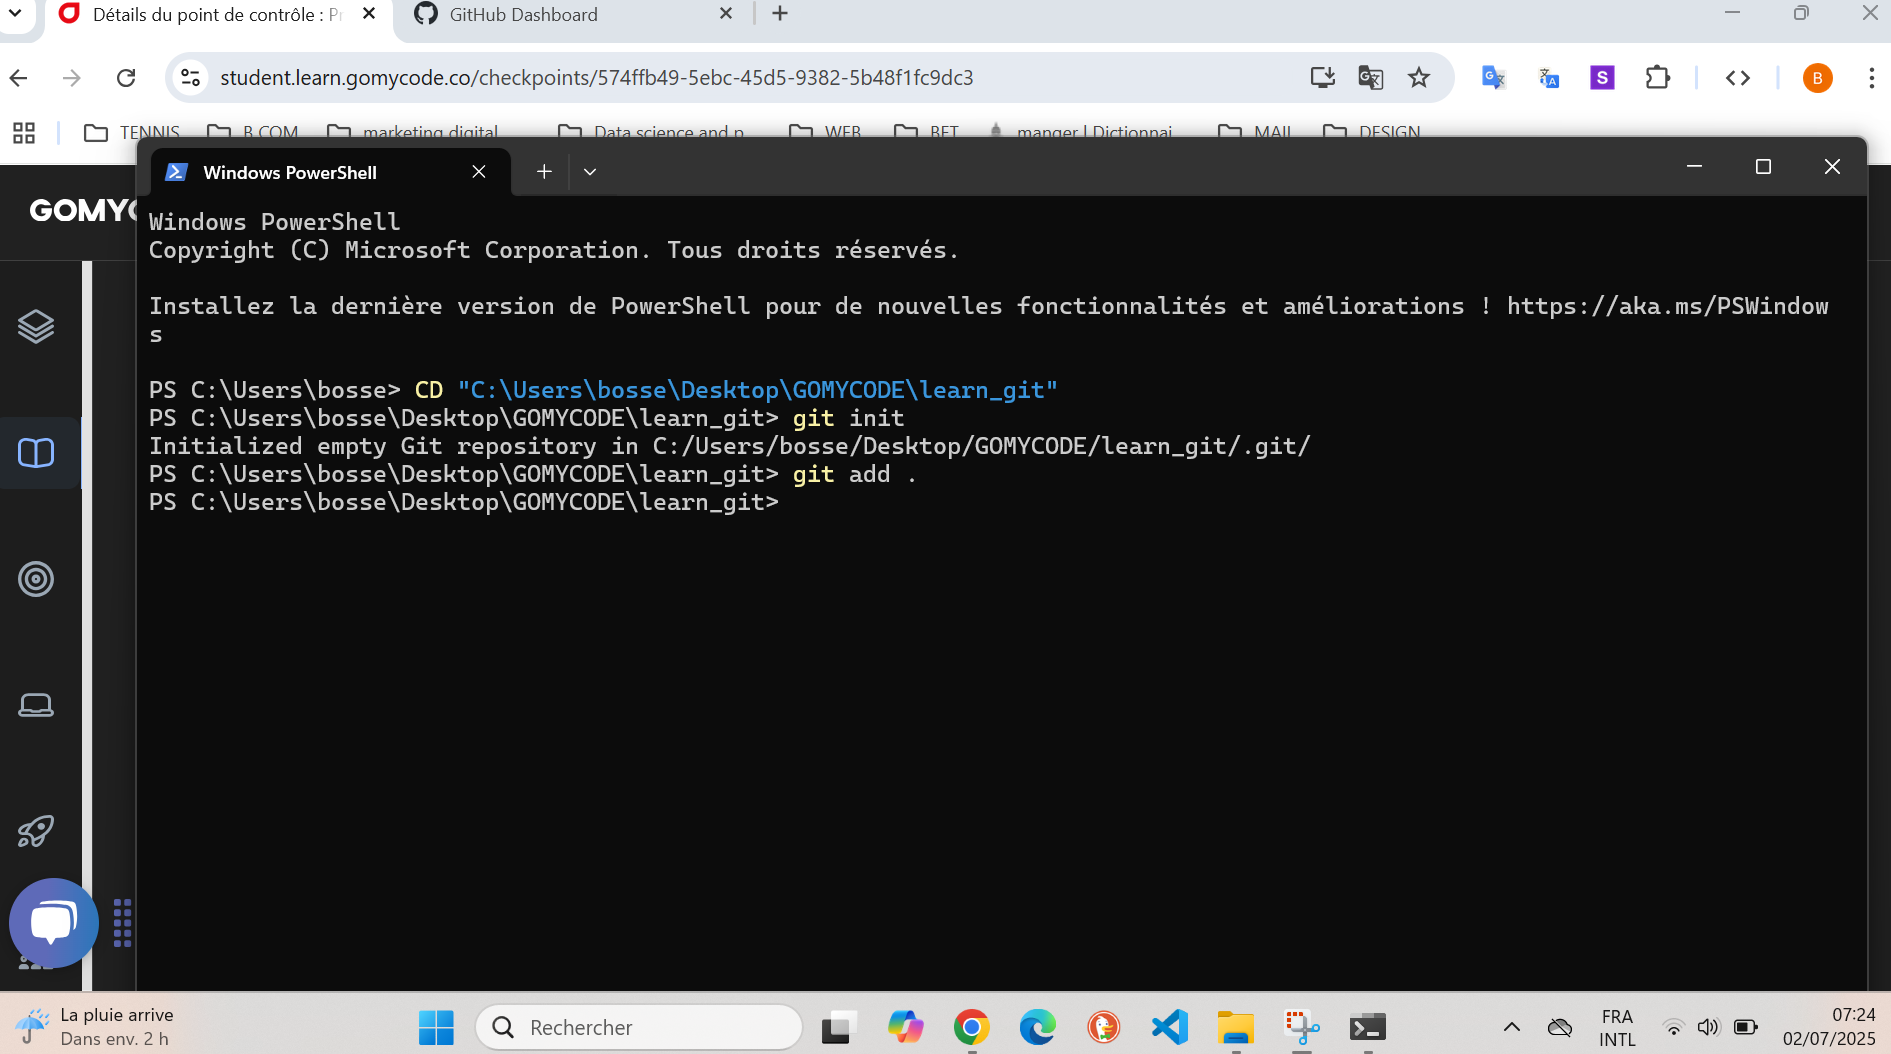 Détails du point de contrôle : Pr
GitHub Dashboard
student.learn.gomycode.co/checkpoints/574ffb49-5ebc-45d5-9382-5b48f1fc9dc3
B
TENNIS
B COM
marketing digital
Data science and p
WEB
BET
manger | Dictionnai
MAIL
DESIGN
GOMYC
Windows PowerShell
Windows PowerShell
Copyright (C) Microsoft Corporation. Tous droits réservés.
Installez la dernière version de PowerShell pour de nouvelles fonctionnalités et améliorations ! https://aka.ms/PSWindow
s
PS C:\Users\bosse> CD "C:\Users\bosse\Desktop\GOMYCODE\learn_git"
PS C:\Users\bosse\Desktop\GOMYCODE\learn_git> git init
Initialized empty Git repository in C:/Users/bosse/Desktop/GOMYCODE/learn_git/.git/
PS C:\Users\bosse\Desktop\GOMYCODE\learn_git> git add .
PS C:\Users\bosse\Desktop\GOMYCODE\learn_git>
La pluie arrive
Dans env. 2 h
Rechercher
FRA
INTL
07:24
02/07/2025